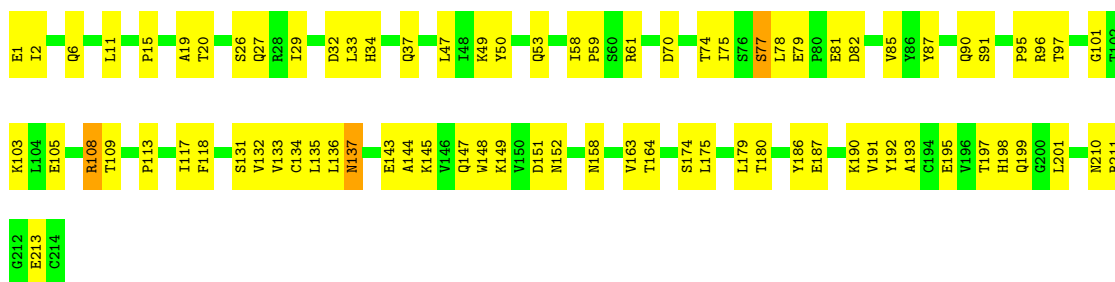 E1 I2 Q6 L11 P15 A19 T20 S26 Q27 R28 I29 D32 L33 H34 Q37 L47 I48 K49 Y50 Q53 I58 P59 S60 R61 D70 T74 I75 S76 S77 L78 E79 P80 E81 D82 V85 Y86 Y87 Q90 S91 P95 R96 T97 G101 T102
K103 L104 E105 R108 T109 P113 I117 F118 S131 V132 V133 C134 L135 L136 N137 E143 A144 K145 V146 Q147 W148 K149 V150 D151 N152 N158 V163 T164 S174 L175 L179 T180 Y186 E187 K190 V191 Y192 A193 C194 E195 V196 T197 H198 Q199 G200 L201 N210 R211
G212 E213 C214